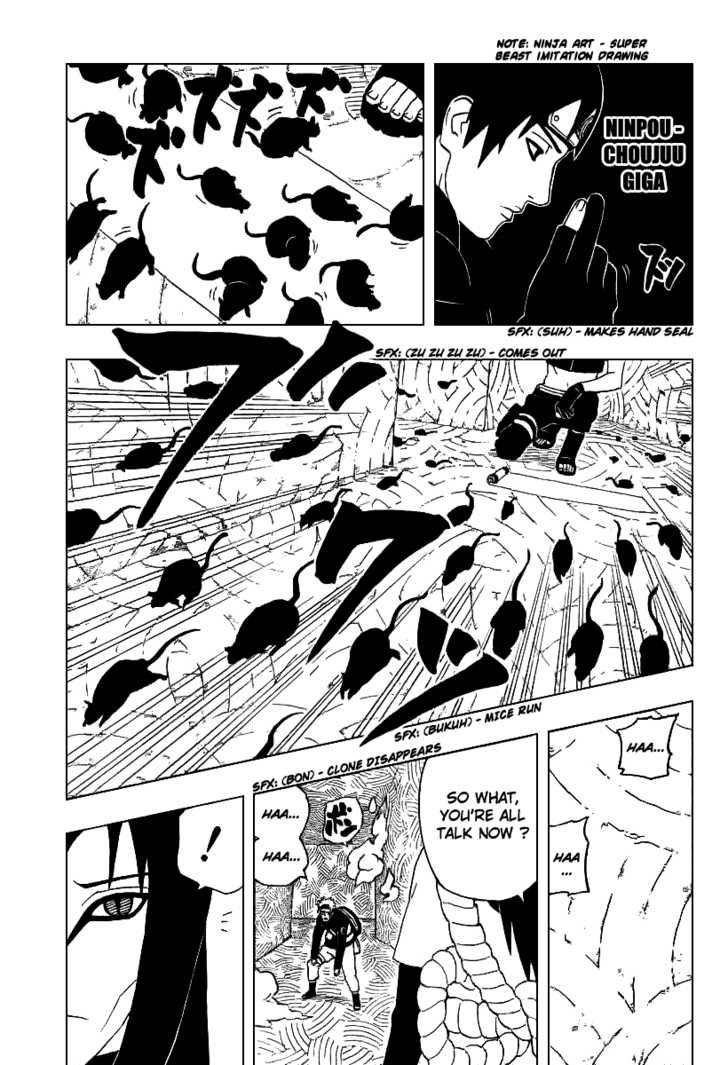 NOTE: NINJA ART - SUPER
BEAST IMITATION DRAWING
NINPOU -
CHOUJUU
GIGA
ズッ
SFX: (SUH) - MAKES HAND SEAL
ズズズズ
SFX: (ZU ZU ZU ZU) - COMES OUT
ブクッ
SFX: (BUKUH) - MICE RUN
HAA...
HAA
...
SFX: (BON) - CLONE DISAPPEARS
SO WHAT,
YOU'RE ALL
TALK NOW ?
ボン
HAA...
HAA...
!